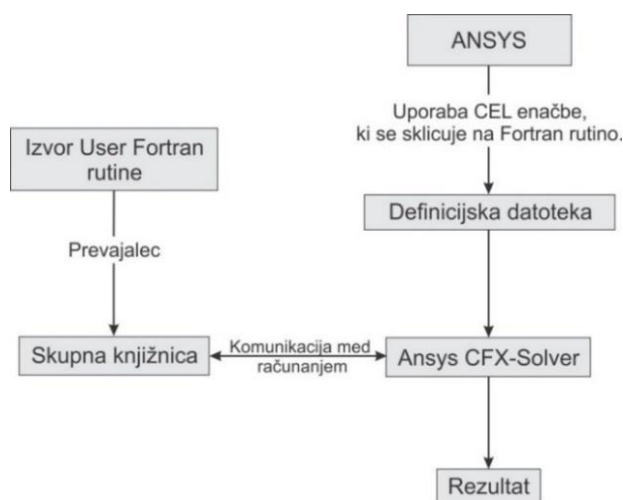 ANSYS
Uporaba CEL enačbe,
ki se sklicuje na Fortran rutino.
Izvor User Fortran
rutine
Definicijska datoteka
Prevajalec
Skupna knjižnica
Komunikacija med
računanjem
Ansys CFX-Solver
Rezultat